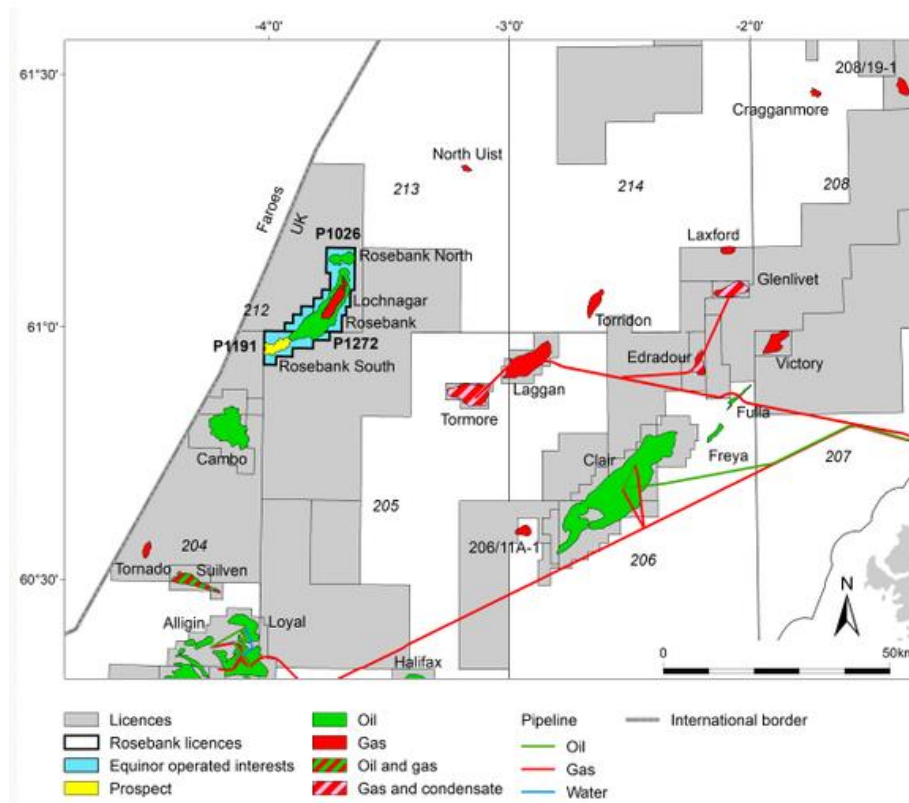 -4°0'
-3°0'
-2°0'
61°30'
208/19-1
Cragganmore
North Uist
213
214
208
Faroes
UK
P1026
Laxford
Rosebank North
Glenlivet
212
Lochnagar
61°0'
Rosebank
Torridon
P1191
P1272
Edradour
Rosebank South
Victory
Laggan
Tormore
Fulla
Cambo
Clair
Freya
207
205
204
206/11A-1
206
Tornado
Suilven
60°30'
N
Alligin
Loyal
Halifax
0
50km
Licences
Oil
Pipeline
International border
Rosebank licences
Gas
Oil
Equinor operated interests
Oil and gas
Gas
Prospect
Gas and condensate
Water